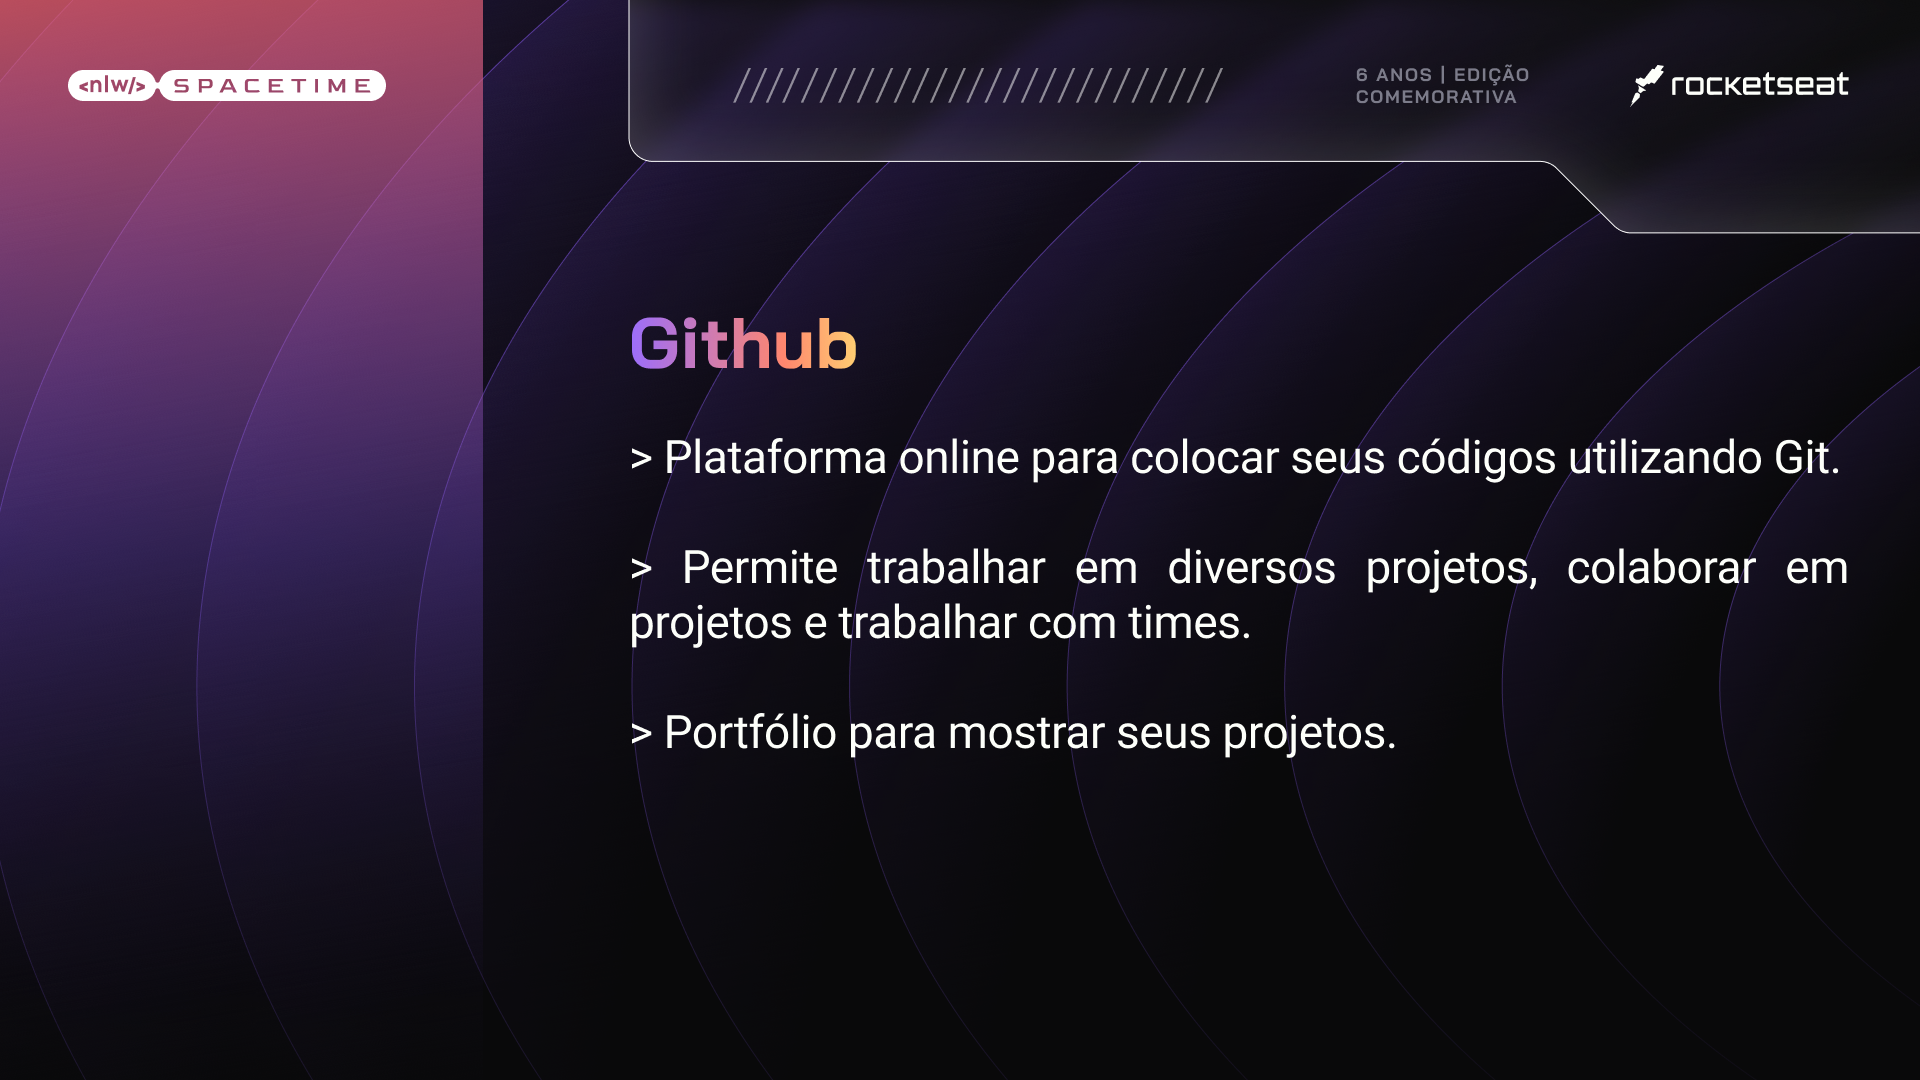 <nlw/> SPACETIME
6 ANOS | EDIÇÃO
COMEMORATIVA
rocketseat
Github
> Plataforma online para colocar seus códigos utilizando Git.
> Permite trabalhar em diversos projetos, colaborar em
projetos e trabalhar com times.
> Portfólio para mostrar seus projetos.